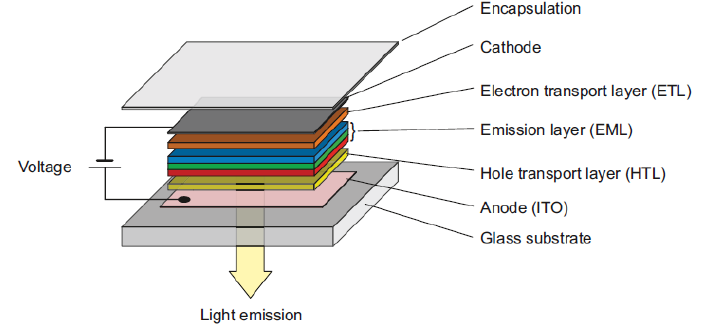 Encapsulation
Cathode
Electron transport layer (ETL)
Emission layer (EML)
Voltage
Hole transport layer (HTL)
Anode (ITO)
Glass substrate
Light emission